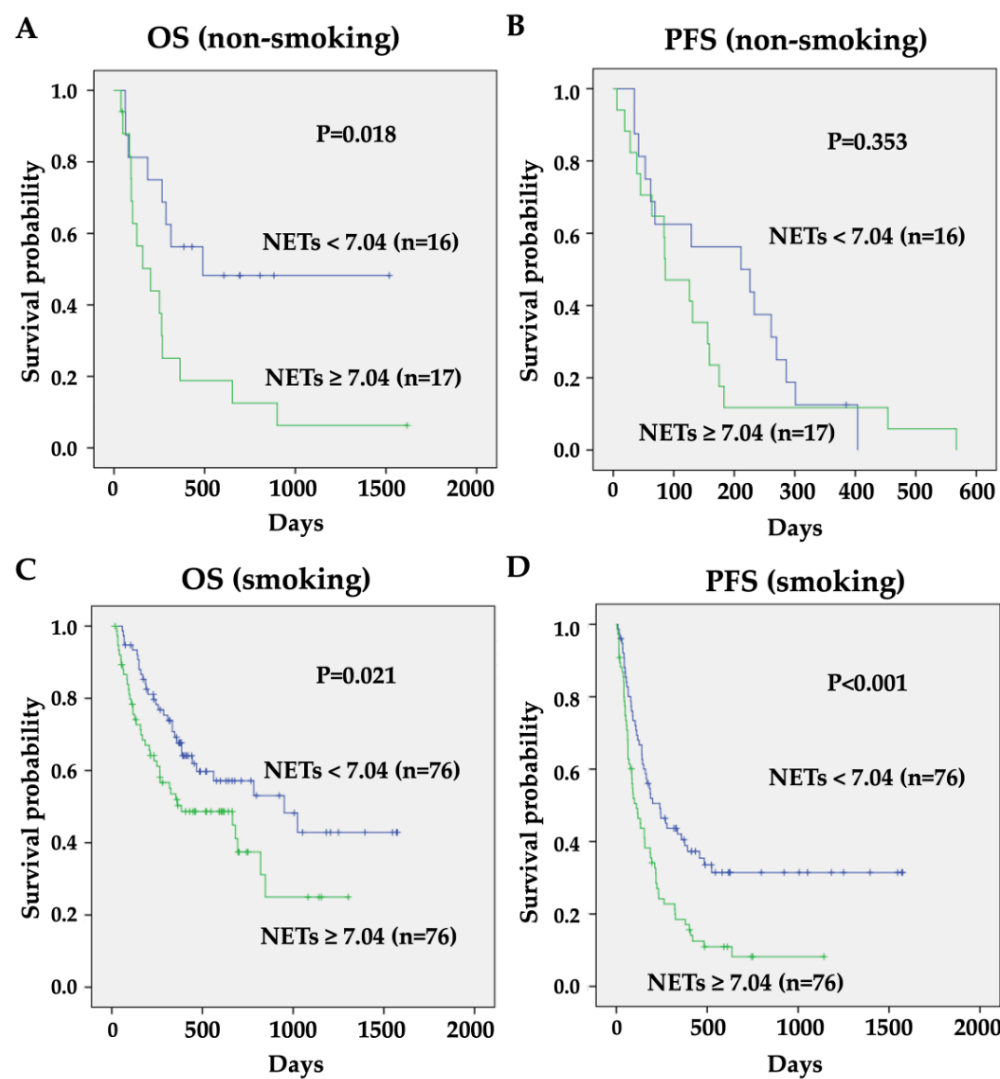 A
OS (non-smoking)
1.0
0.8
0.6
0.4
0.2
0.0
Survival probability
P=0.018
NETs < 7.04 (n=16)
NETs ≥ 7.04 (n=17)
0 500 1000 1500 2000
Days
B
PFS (non-smoking)
1.0
0.8
0.6
0.4
0.2
0.0
Survival probability
P=0.353
NETs < 7.04 (n=16)
NETs ≥ 7.04 (n=17)
0 100 200 300 400 500 600
Days
C
OS (smoking)
1.0
0.8
0.6
0.4
0.2
0.0
Survival probability
P=0.021
NETs < 7.04 (n=76)
NETs ≥ 7.04 (n=76)
0 500 1000 1500 2000
Days
D
PFS (smoking)
1.0
0.8
0.6
0.4
0.2
0.0
Survival probability
P<0.001
NETs < 7.04 (n=76)
NETs ≥ 7.04 (n=76)
0 500 1000 1500 2000
Days